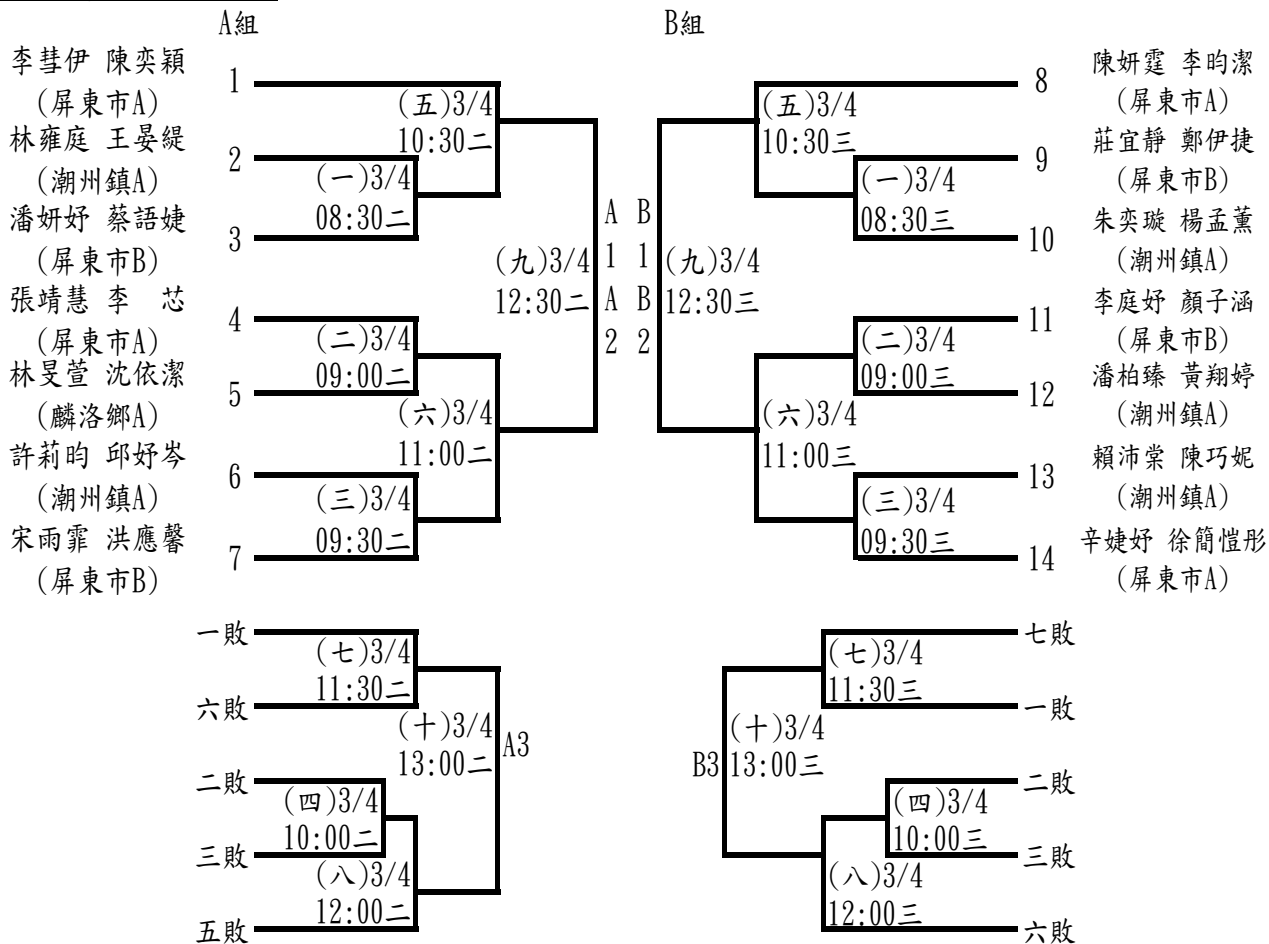 A組
李彗伊 陳奕穎
(屏東市A)
1
林雍庭 王晏緹
(潮州鎮A)
2
潘妍妤 蔡語婕
(屏東市B)
3
張靖慧 李　芯
(屏東市A)
4
林旻萱 沈依潔
(麟洛鄉A)
5
許莉昀 邱妤岑
(潮州鎮A)
6
宋雨霏 洪應馨
(屏東市B)
7
(五)3/4
10:30二
(一)3/4
08:30二
(九)3/4
12:30二
(二)3/4
09:00二
(六)3/4
11:00二
(三)3/4
09:30二
A1A2
B組
陳妍霆 李昀潔
(屏東市A)
8
莊宜靜 鄭伊捷
(屏東市B)
9
朱奕璇 楊孟薰
(潮州鎮A)
10
李庭妤 顏子涵
(屏東市B)
11
潘柏臻 黃翔婷
(潮州鎮A)
12
賴沛棠 陳巧妮
(潮州鎮A)
13
辛婕妤 徐簡愷彤
(屏東市A)
14
(五)3/4
10:30三
(一)3/4
08:30三
(九)3/4
12:30三
(二)3/4
09:00三
(六)3/4
11:00三
(三)3/4
09:30三
B1B2
一敗
(七)3/4
11:30二
六敗
(十)3/4
13:00二
A3
二敗
(四)3/4
10:00二
三敗
(八)3/4
12:00二
五敗
七敗
(七)3/4
11:30三
一敗
(十)3/4
B3
13:00三
二敗
(四)3/4
10:00三
三敗
(八)3/4
12:00三
六敗